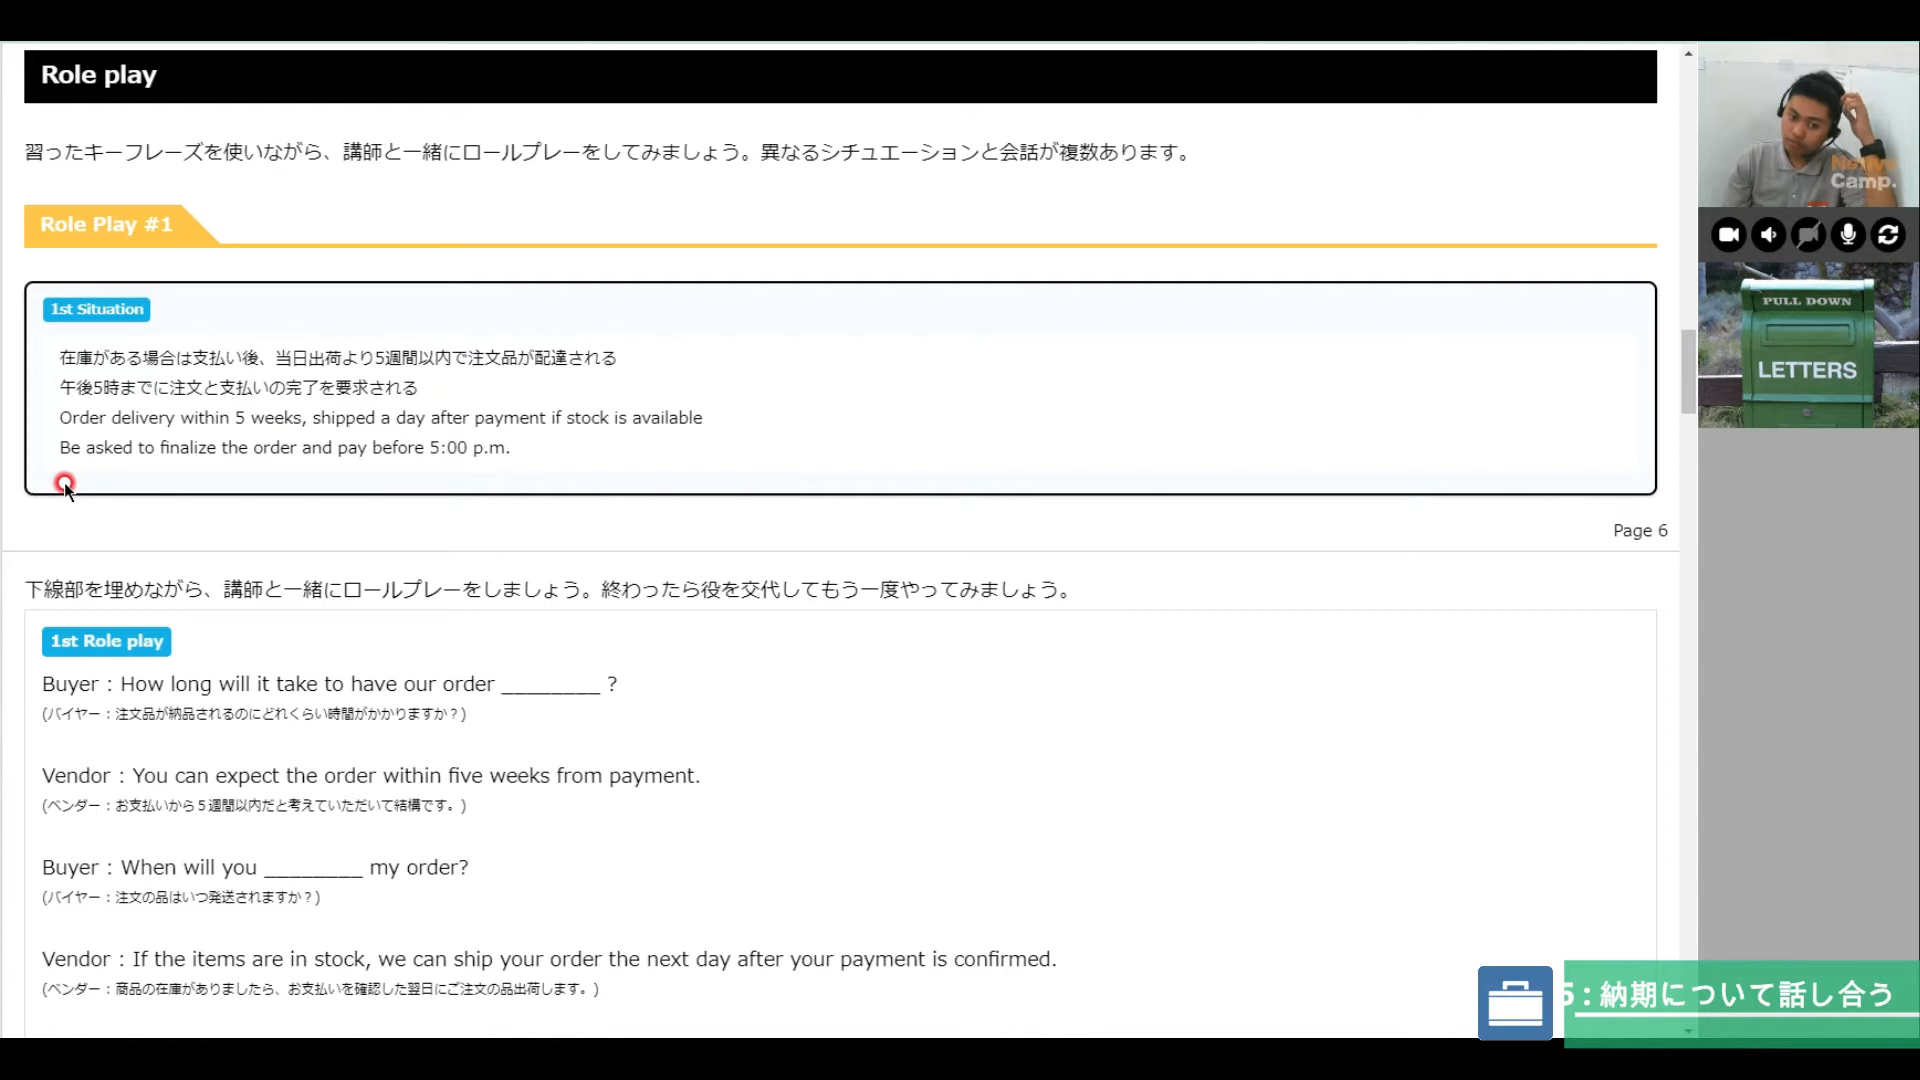 Role play
習ったキーフレーズを使いながら、講師と一緒にロールプレーをしてみましょう。異なるシチュエーションと会話が複数あります。
Role Play #1
1st Situation
在庫がある場合は支払い後、当日出荷より5週間以内で注文品が配達される
午後5時までに注文と支払いの完了を要求される
Order delivery within 5 weeks, shipped a day after payment if stock is available
Be asked to finalize the order and pay before 5:00 p.m.
Page 6
下線部を埋めながら、講師と一緒にロールプレーをしましょう。終わったら役を交代してもう一度やってみましょう。
1st Role play
Buyer : How long will it take to have our order ________ ?
(バイヤー：注文品が納品されるのにどれくらい時間がかかりますか？)
Vendor : You can expect the order within five weeks from payment.
(ベンダー：お支払いから５週間以内だと考えていただいて結構です。)
Buyer : When will you ________ my order?
(バイヤー：注文の品はいつ発送されますか？)
Vendor : If the items are in stock, we can ship your order the next day after your payment is confirmed.
(ベンダー：商品の在庫がありましたら、お支払いを確認した翌日にご注文の品出荷します。)
Native
Camp.
PULL DOWN
LETTERS
5：納期について話し合う